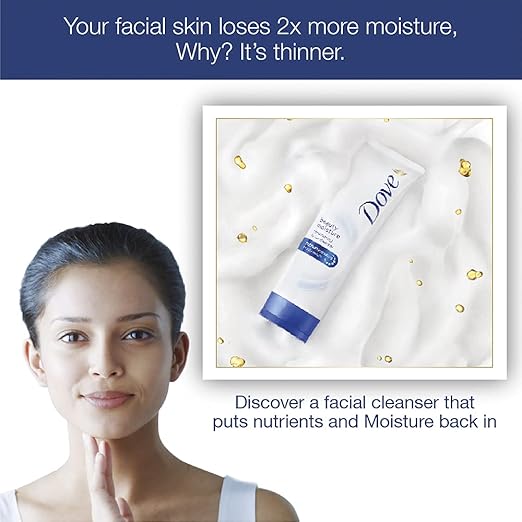 Your facial skin loses 2x more moisture,
Why? It's thinner.
Dove
beauty
moisture
Discover a facial cleanser that
puts nutrients and Moisture back in